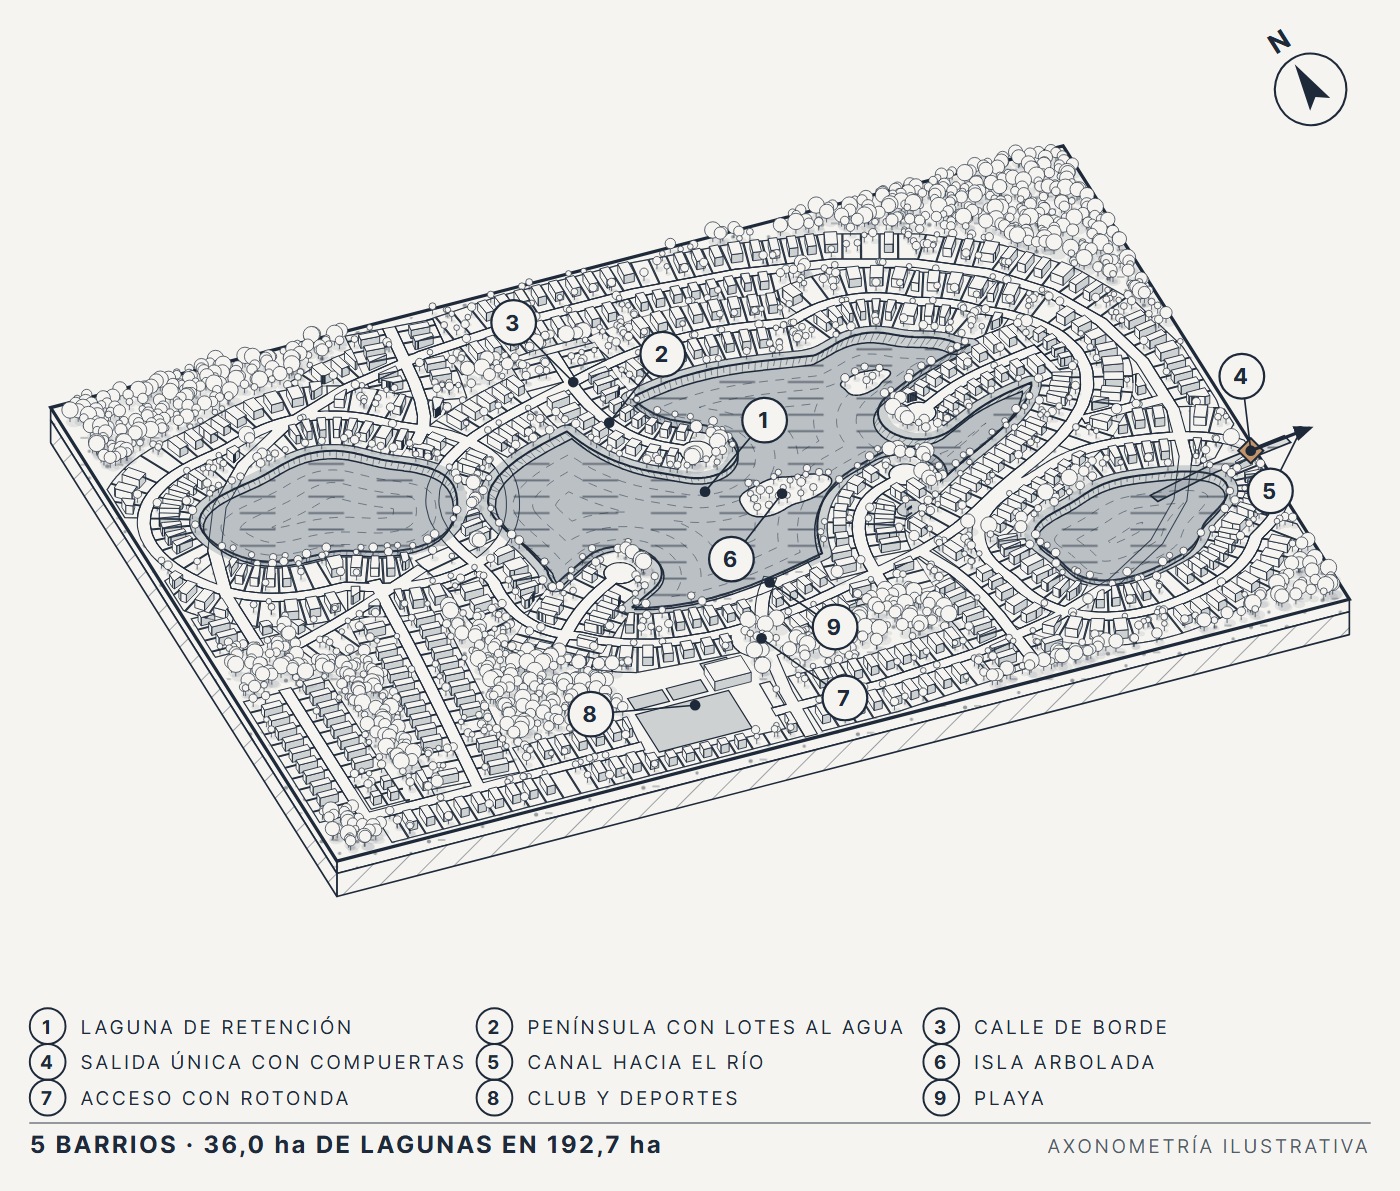 N
3
2
4
1
5
6
9
7
8
1 LAGUNA DE RETENCIÓN
2 PENÍNSULA CON LOTES AL AGUA
3 CALLE DE BORDE
4 SALIDA ÚNICA CON COMPUERTAS
5 CANAL HACIA EL RÍO
6 ISLA ARBOLADA
7 ACCESO CON ROTONDA
8 CLUB Y DEPORTES
9 PLAYA
5 BARRIOS · 36,0 ha DE LAGUNAS EN 192,7 ha
AXONOMETRÍA ILUSTRATIVA